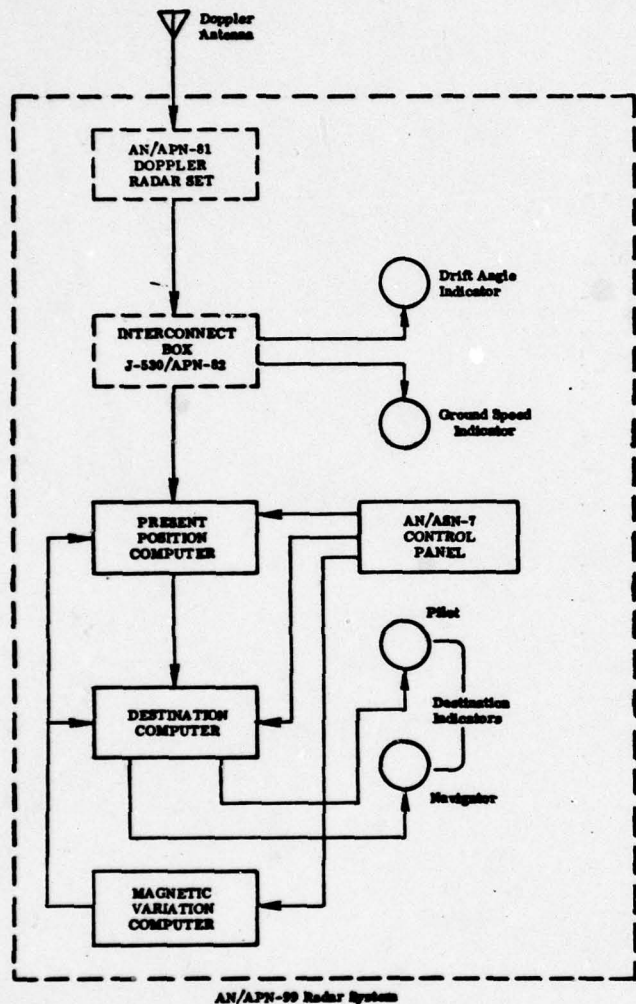 Doppler
Antenna
AN/APN-81
DOPPLER
RADAR SET
Drift Angle
Indicator
INTERCONNECT
BOX
J-530/APN-82
Ground Speed
Indicator
PRESENT
POSITION
COMPUTER
AN/ASN-7
CONTROL
PANEL
Pilot
Destination
Indicators
DESTINATION
COMPUTER
Navigator
MAGNETIC
VARIATION
COMPUTER
AN/APN-99 Radar System